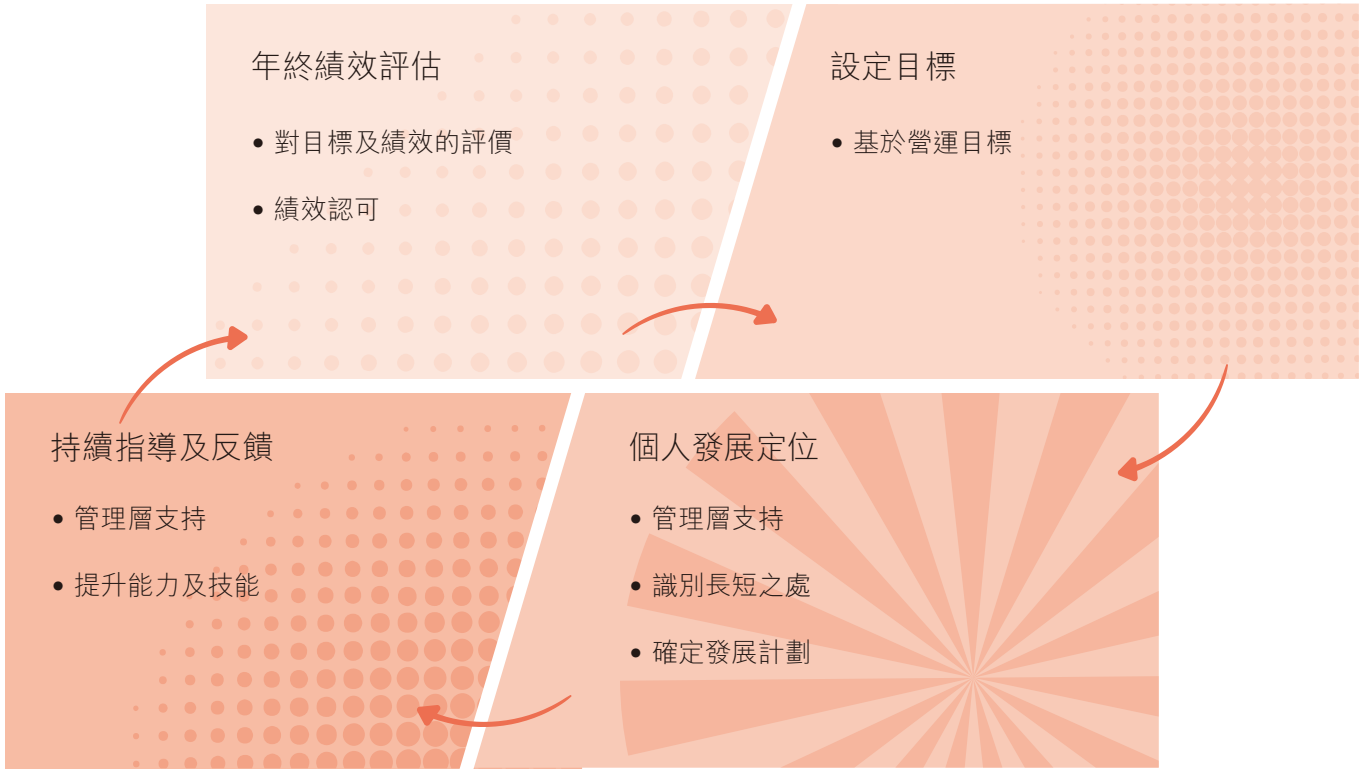 年終績效評估
• 對目標及績效的評價
• 績效認可
設定目標
• 基於營運目標
持續指導及反饋
• 管理層支持
• 提升能力及技能
個人發展定位
• 管理層支持
• 識別長短之處
• 確定發展計劃